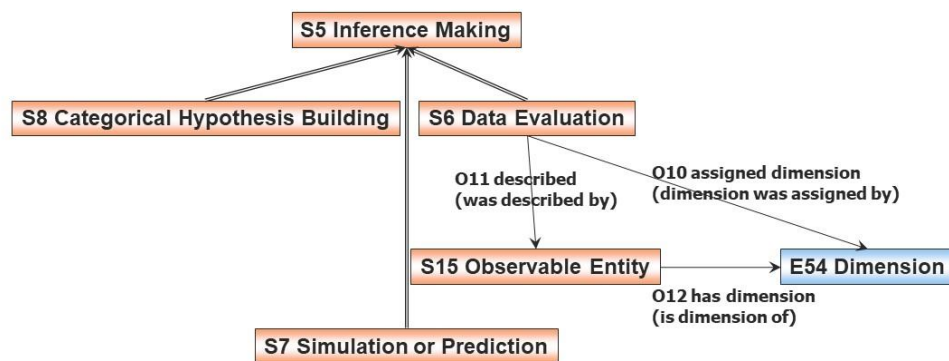 S5 Inference Making
S8 Categorical Hypothesis Building
S6 Data Evaluation
O11 described
(was described by)
O10 assigned dimension
(dimension was assigned by)
S15 Observable Entity
E54 Dimension
O12 has dimension
(is dimension of)
S7 Simulation or Prediction